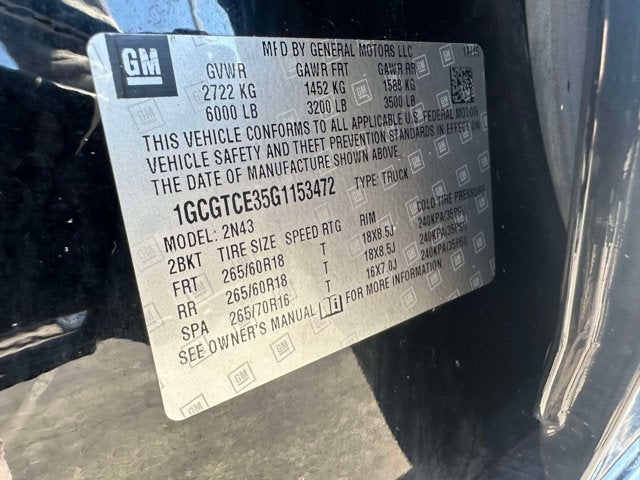 GM
MFD BY GENERAL MOTORS LLC
GVWR GAWR FRT GAWR RR
2722 KG 1452 KG 1588 KG
6000 LB 3200 LB 3500 LB
THIS VEHICLE CONFORMS TO ALL APPLICABLE U.S. FEDERAL MOTOR
VEHICLE SAFETY AND THEFT PREVENTION STANDARDS IN EFFECT ON
THE DATE OF MANUFACTURE SHOWN ABOVE.
1GCGTCE35G1153472 TYPE: TRUCK
MODEL: 2N43
2BKT TIRE SIZE SPEED RTG RIM COLD TIRE PRESSURE
FRT 265/60R18 T 18X8.5J 240KPA(35PSI)
RR 265/60R18 T 18X8.5J 240KPA(35PSI)
SPA 265/70R16 T 16X7.0J 240KPA(35PSI)
SEE OWNER'S MANUAL FOR MORE INFORMATION